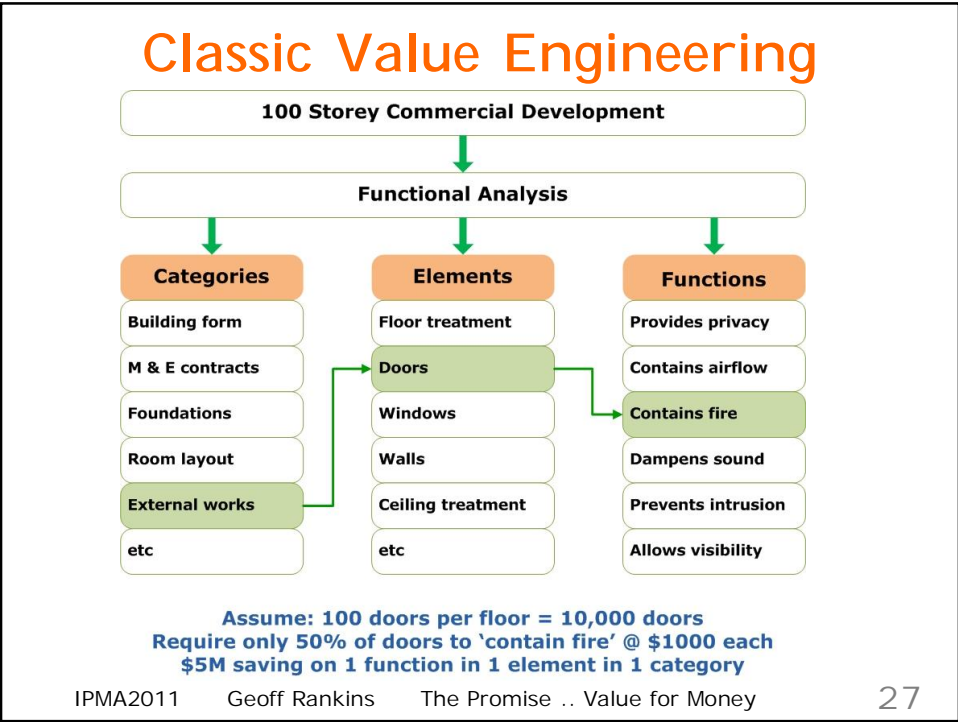 Classic Value Engineering
100 Storey Commercial Development
Functional Analysis
Categories
Building form
M & E contracts
Foundations
Room layout
External works
etc
Elements
Floor treatment
Doors
Windows
Walls
Ceiling treatment
etc
Functions
Provides privacy
Contains airflow
Contains fire
Dampens sound
Prevents intrusion
Allows visibility
Assume: 100 doors per floor = 10,000 doors
Require only 50% of doors to ‘contain fire’ @ $1000 each
$5M saving on 1 function in 1 element in 1 category
IPMA2011 Geoff Rankins The Promise .. Value for Money 27